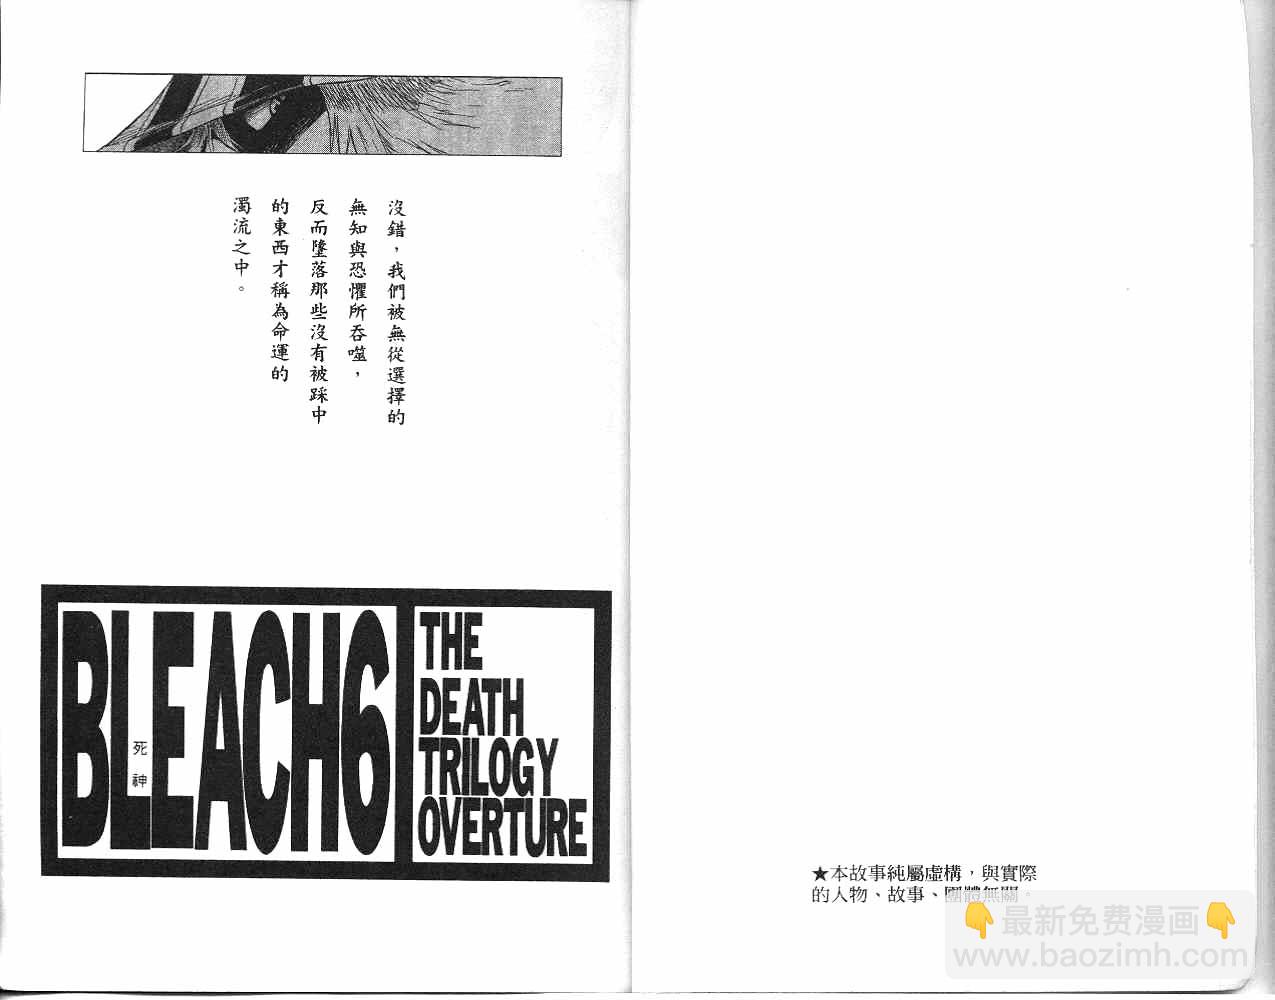 沒錯，我們被無從選擇的
無知與恐懼所吞噬，
反而墮落那些沒有被踩中
的東西才稱為命運的
濁流之中。
BLEACH6
死神
THE
DEATH
TRILOGY
OVERTURE
★本故事純屬虛構，與實際
的人物、故事、團體無關。
👇最新免费漫画👇
www.baozimh.com